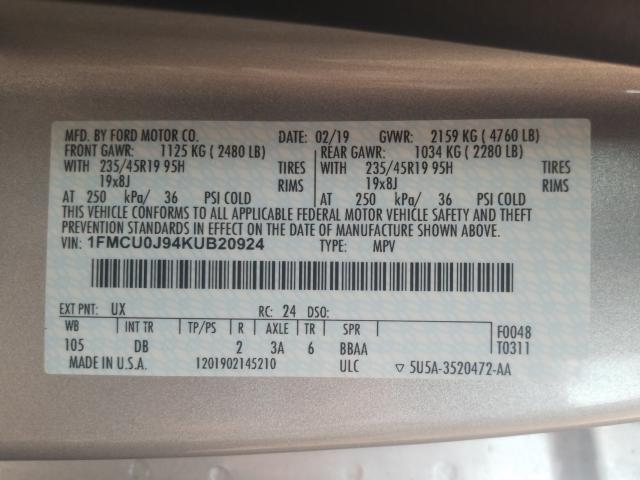 MFD. BY FORD MOTOR CO. DATE: 02/19 GVWR: 2159 KG ( 4760 LB)
FRONT GAWR: 1125 KG ( 2480 LB) REAR GAWR: 1034 KG ( 2280 LB)
WITH 235/45R19 95H TIRES WITH 235/45R19 95H TIRES
19x8J RIMS 19x8J RIMS
AT 250 kPa/ 36 PSI COLD AT 250 kPa/ 36 PSI COLD
THIS VEHICLE CONFORMS TO ALL APPLICABLE FEDERAL MOTOR VEHICLE SAFETY AND THEFT
PREVENTION STANDARDS IN EFFECT ON THE DATE OF MANUFACTURE SHOWN ABOVE.
VIN: 1FMCU0J94KUB20924 TYPE: MPV
EXT PNT: UX RC: 24 DSO:
WB INT TR TP/PS R AXLE TR SPR F0048
105 DB 2 3A 6 BBAA T0311
MADE IN U.S.A. 1201902145210 ULC ▽ 5U5A-3520472-AA